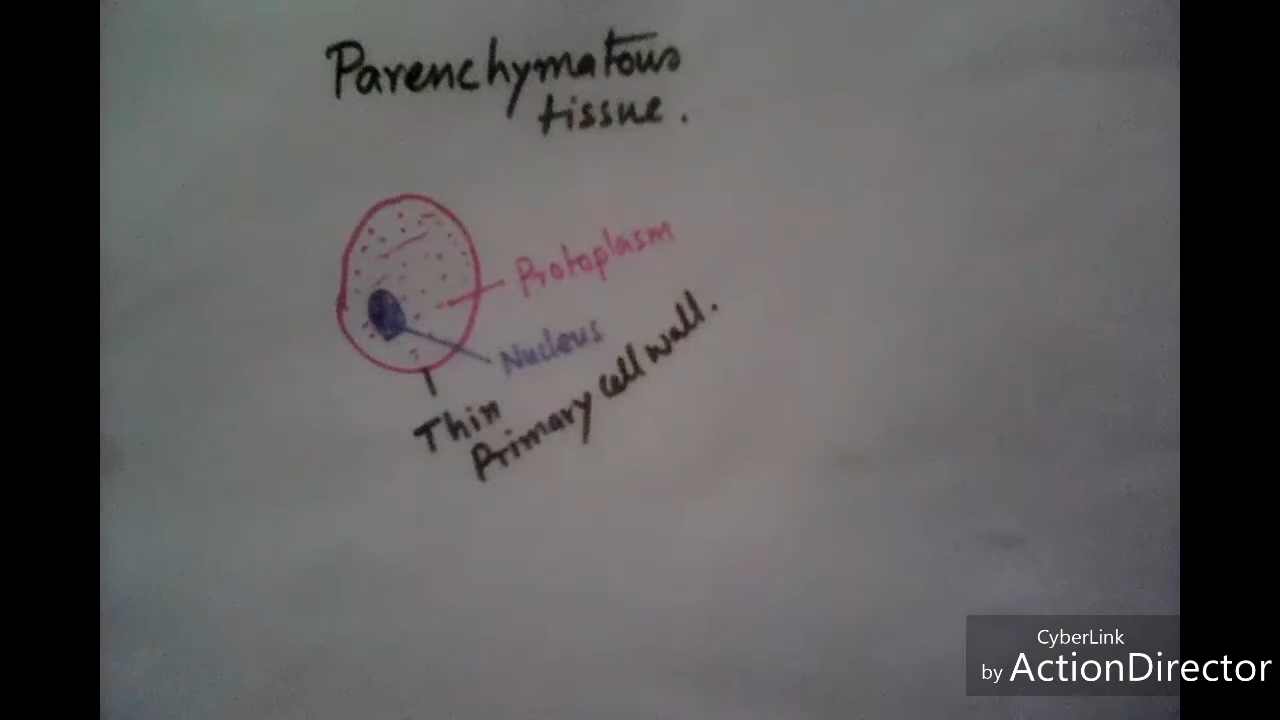 Parenchymatous
tissue.
Protoplasm
Nucleus
Thin
Primary cell wall.
CyberLink
by ActionDirector